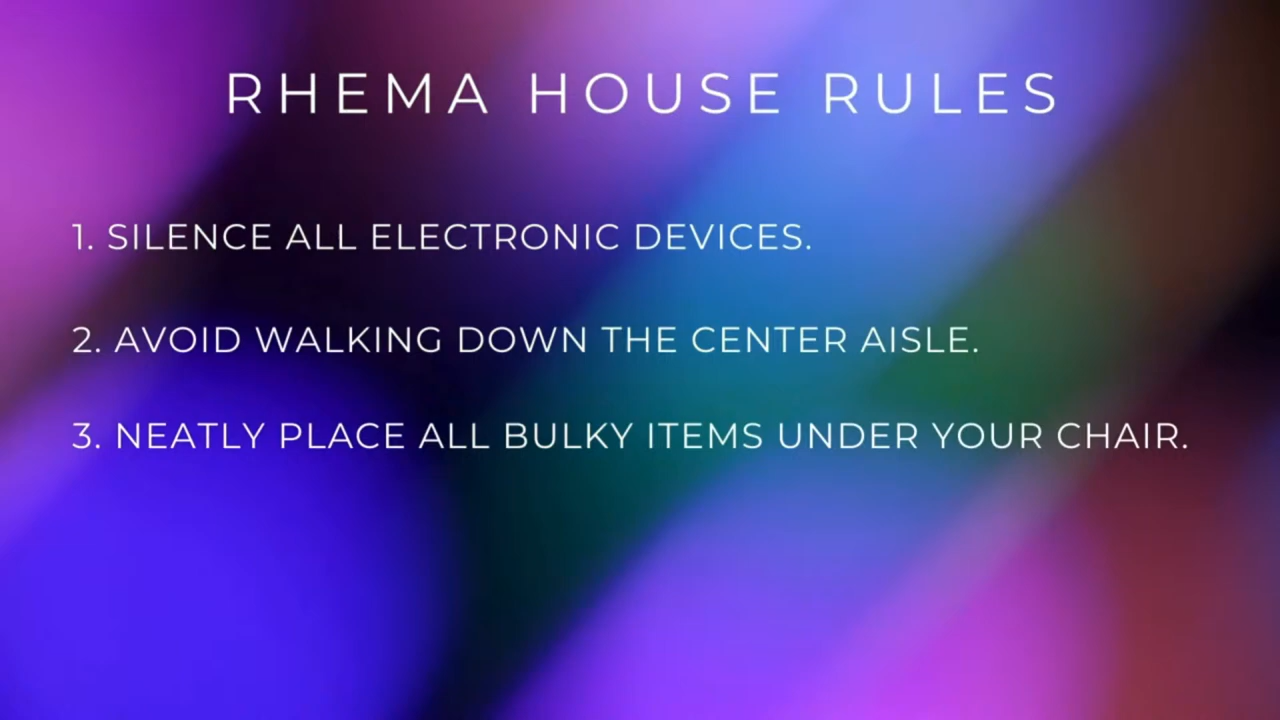 RHEMA HOUSE RULES
1. SILENCE ALL ELECTRONIC DEVICES.
2. AVOID WALKING DOWN THE CENTER AISLE.
3. NEATLY PLACE ALL BULKY ITEMS UNDER YOUR CHAIR.